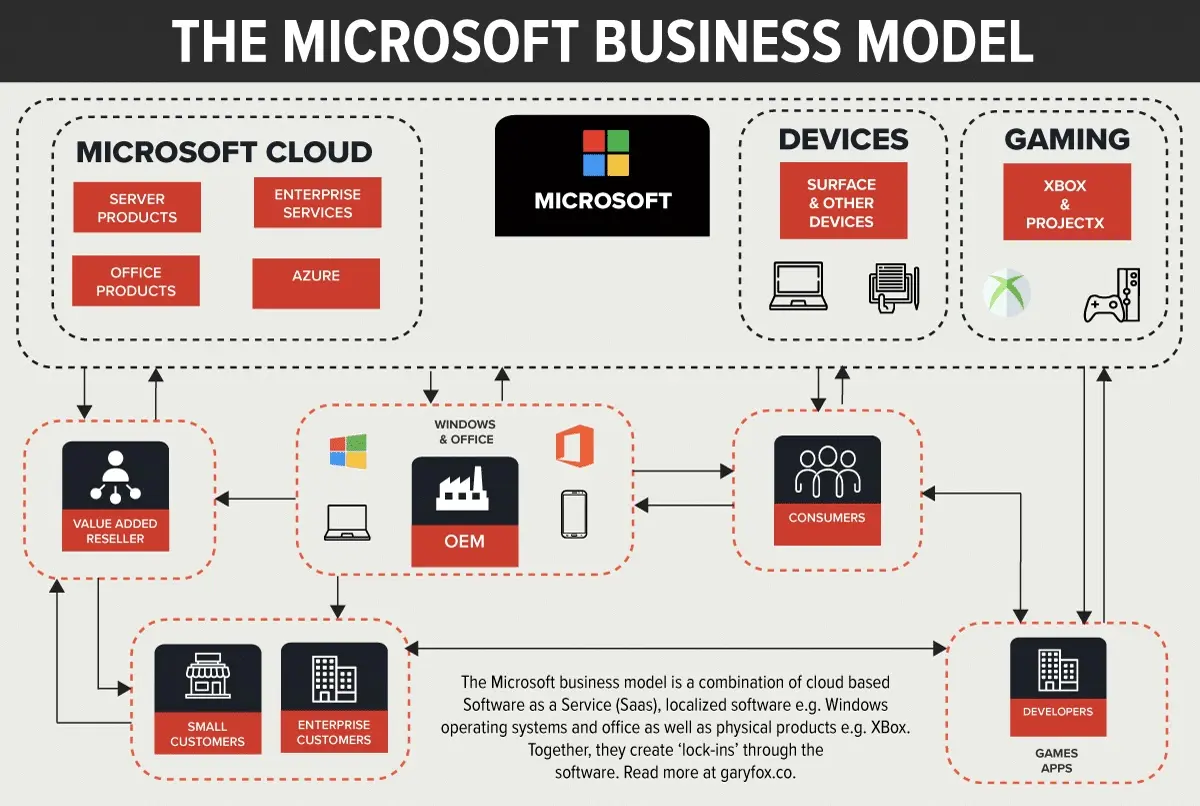 THE MICROSOFT BUSINESS MODEL
MICROSOFT CLOUD
SERVER
PRODUCTS
ENTERPRISE
SERVICES
OFFICE
PRODUCTS
AZURE
MICROSOFT
DEVICES
SURFACE
& OTHER
DEVICES
GAMING
XBOX
&
PROJECTX
VALUE ADDED
RESELLER
WINDOWS
& OFFICE
OEM
CONSUMERS
SMALL
CUSTOMERS
ENTERPRISE
CUSTOMERS
The Microsoft business model is a combination of cloud based
Software as a Service (Saas), localized software e.g. Windows
operating systems and office as well as physical products e.g. XBox.
Together, they create ‘lock-ins’ through the
software. Read more at garyfox.co.
DEVELOPERS
GAMES
APPS